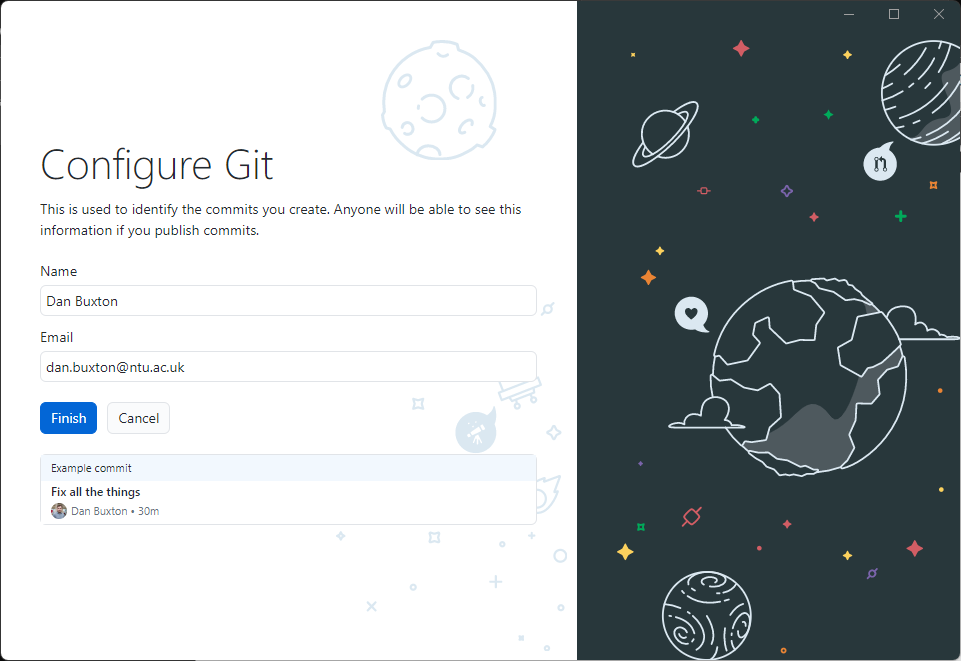 Configure Git
This is used to identify the commits you create. Anyone will be able to see this
information if you publish commits.
Name
Dan Buxton
Email
dan.buxton@ntu.ac.uk
Finish Cancel
Example commit
Fix all the things
Dan Buxton • 30m